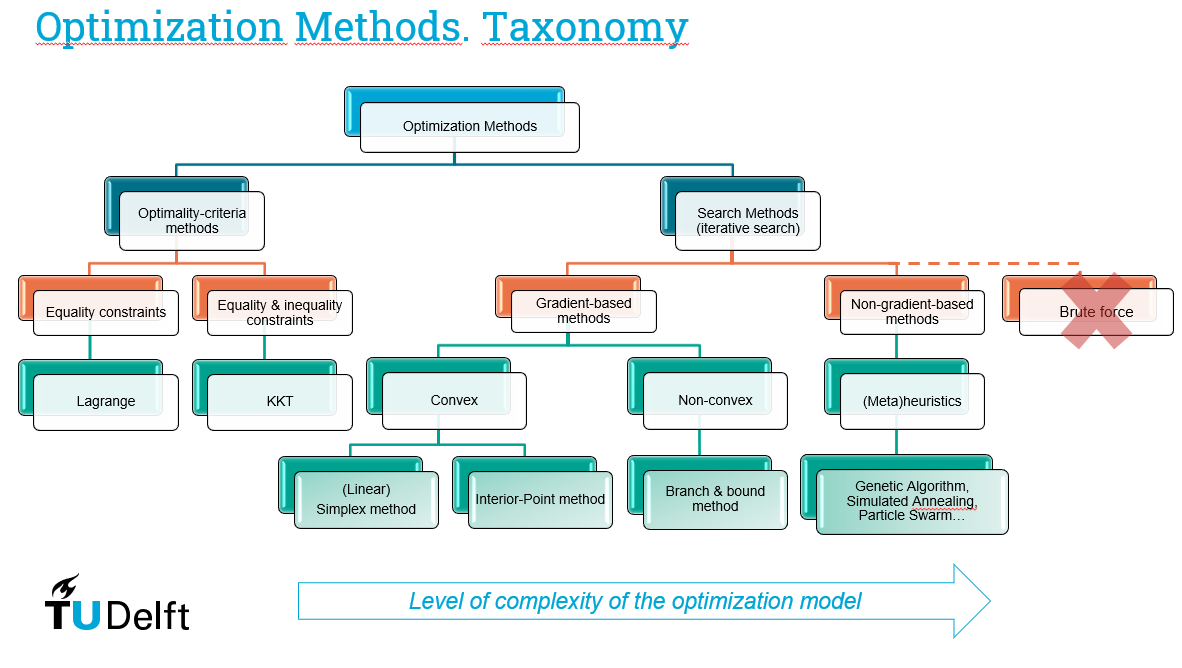 Optimization Methods. Taxonomy
Optimization Methods
Optimality-criteria
methods
Search Methods
(iterative search)
Equality constraints
Equality & inequality
constraints
Gradient-based
methods
Non-gradient-based
methods
Brute force
Lagrange
KKT
Convex
Non-convex
(Meta)heuristics
(Linear)
Simplex method
Interior-Point method
Branch & bound
method
Genetic Algorithm,
Simulated Annealing,
Particle Swarm…
Level of complexity of the optimization model
TU Delft